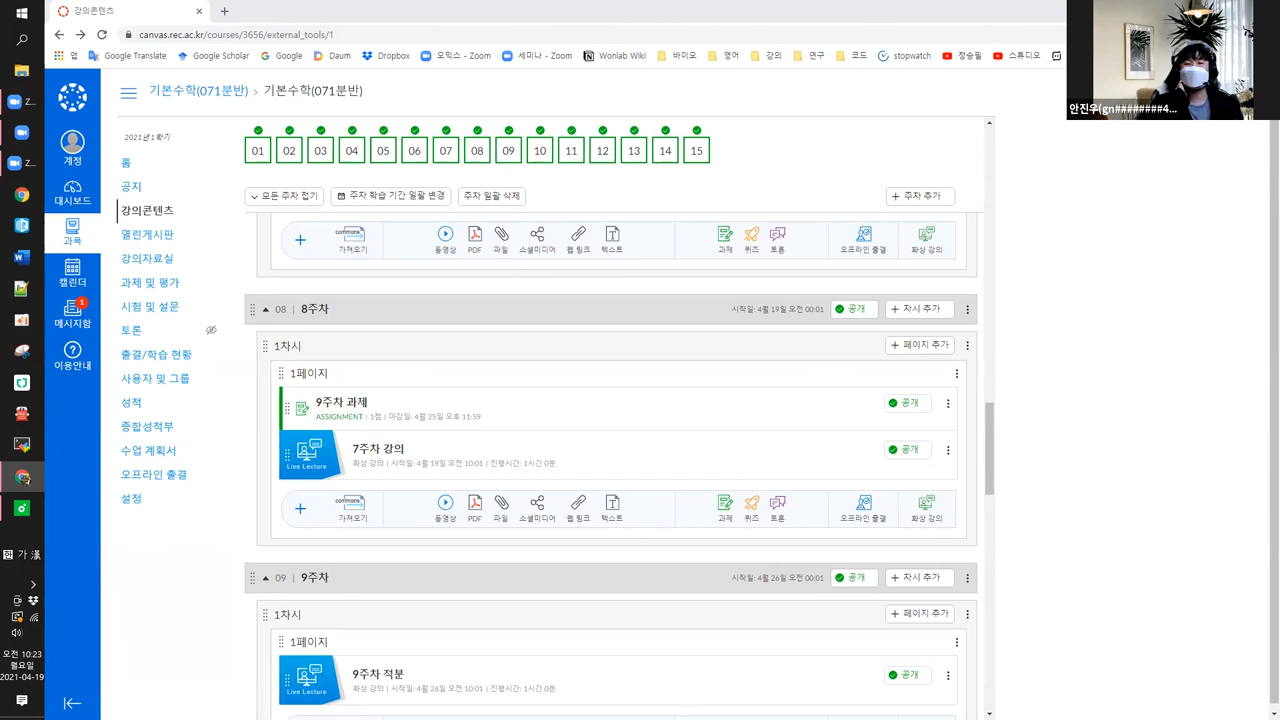 강의콘텐츠
canvas.rec.ac.kr/courses/3656/external_tools/1
앱 Google Translate Google Scholar Google Daum Dropbox 오믹스 - Zoom 세미나 - Zoom Wonlab Wiki 바이오 영어 강의 연구 코드 stopwatch 정승필 스튜디오
안진우(gn########4...
기본수학(071분반) › 기본수학(071분반)
Z...
Z...
계정
대시보드
과목
캘린더
1
메시지함
이용안내
2021년 1학기
홈
공지
강의콘텐츠
열린게시판
강의자료실
과제 및 평가
시험 및 설문
토론
출결/학습 현황
사용자 및 그룹
성적
종합성적부
수업 계획서
오프라인 출결
설정
01 02 03 04 05 06 07 08 09 10 11 12 13 14 15
모든 주차 접기 주차 학습 기간 일괄 변경 주차 일괄 삭제 + 주차 추가
+ commons 가져오기 동영상 PDF 파일 소셜미디어 웹 링크 텍스트 과제 퀴즈 토론 오프라인 출결 화상 강의
08 | 8주차 시작일: 4월 19일 오전 00:01 공개 + 차시 추가
1차시 + 페이지 추가
1페이지
9주차 과제 공개
ASSIGNMENT | 1점 | 마감일: 4월 25일 오후 11:59
7주차 강의 공개
Live Lecture 화상 강의 | 시작일: 4월 19일 오전 10:01 | 진행시간: 1시간 0분
+ commons 가져오기 동영상 PDF 파일 소셜미디어 웹 링크 텍스트 과제 퀴즈 토론 오프라인 출결 화상 강의
09 | 9주차 시작일: 4월 26일 오전 00:01 공개 + 차시 추가
1차시 + 페이지 추가
1페이지
9주차 적분 공개
Live Lecture 화상 강의 | 시작일: 4월 26일 오전 10:01 | 진행시간: 1시간 0분
한 가 漢
오전 10:23
월요일
2021-04-19